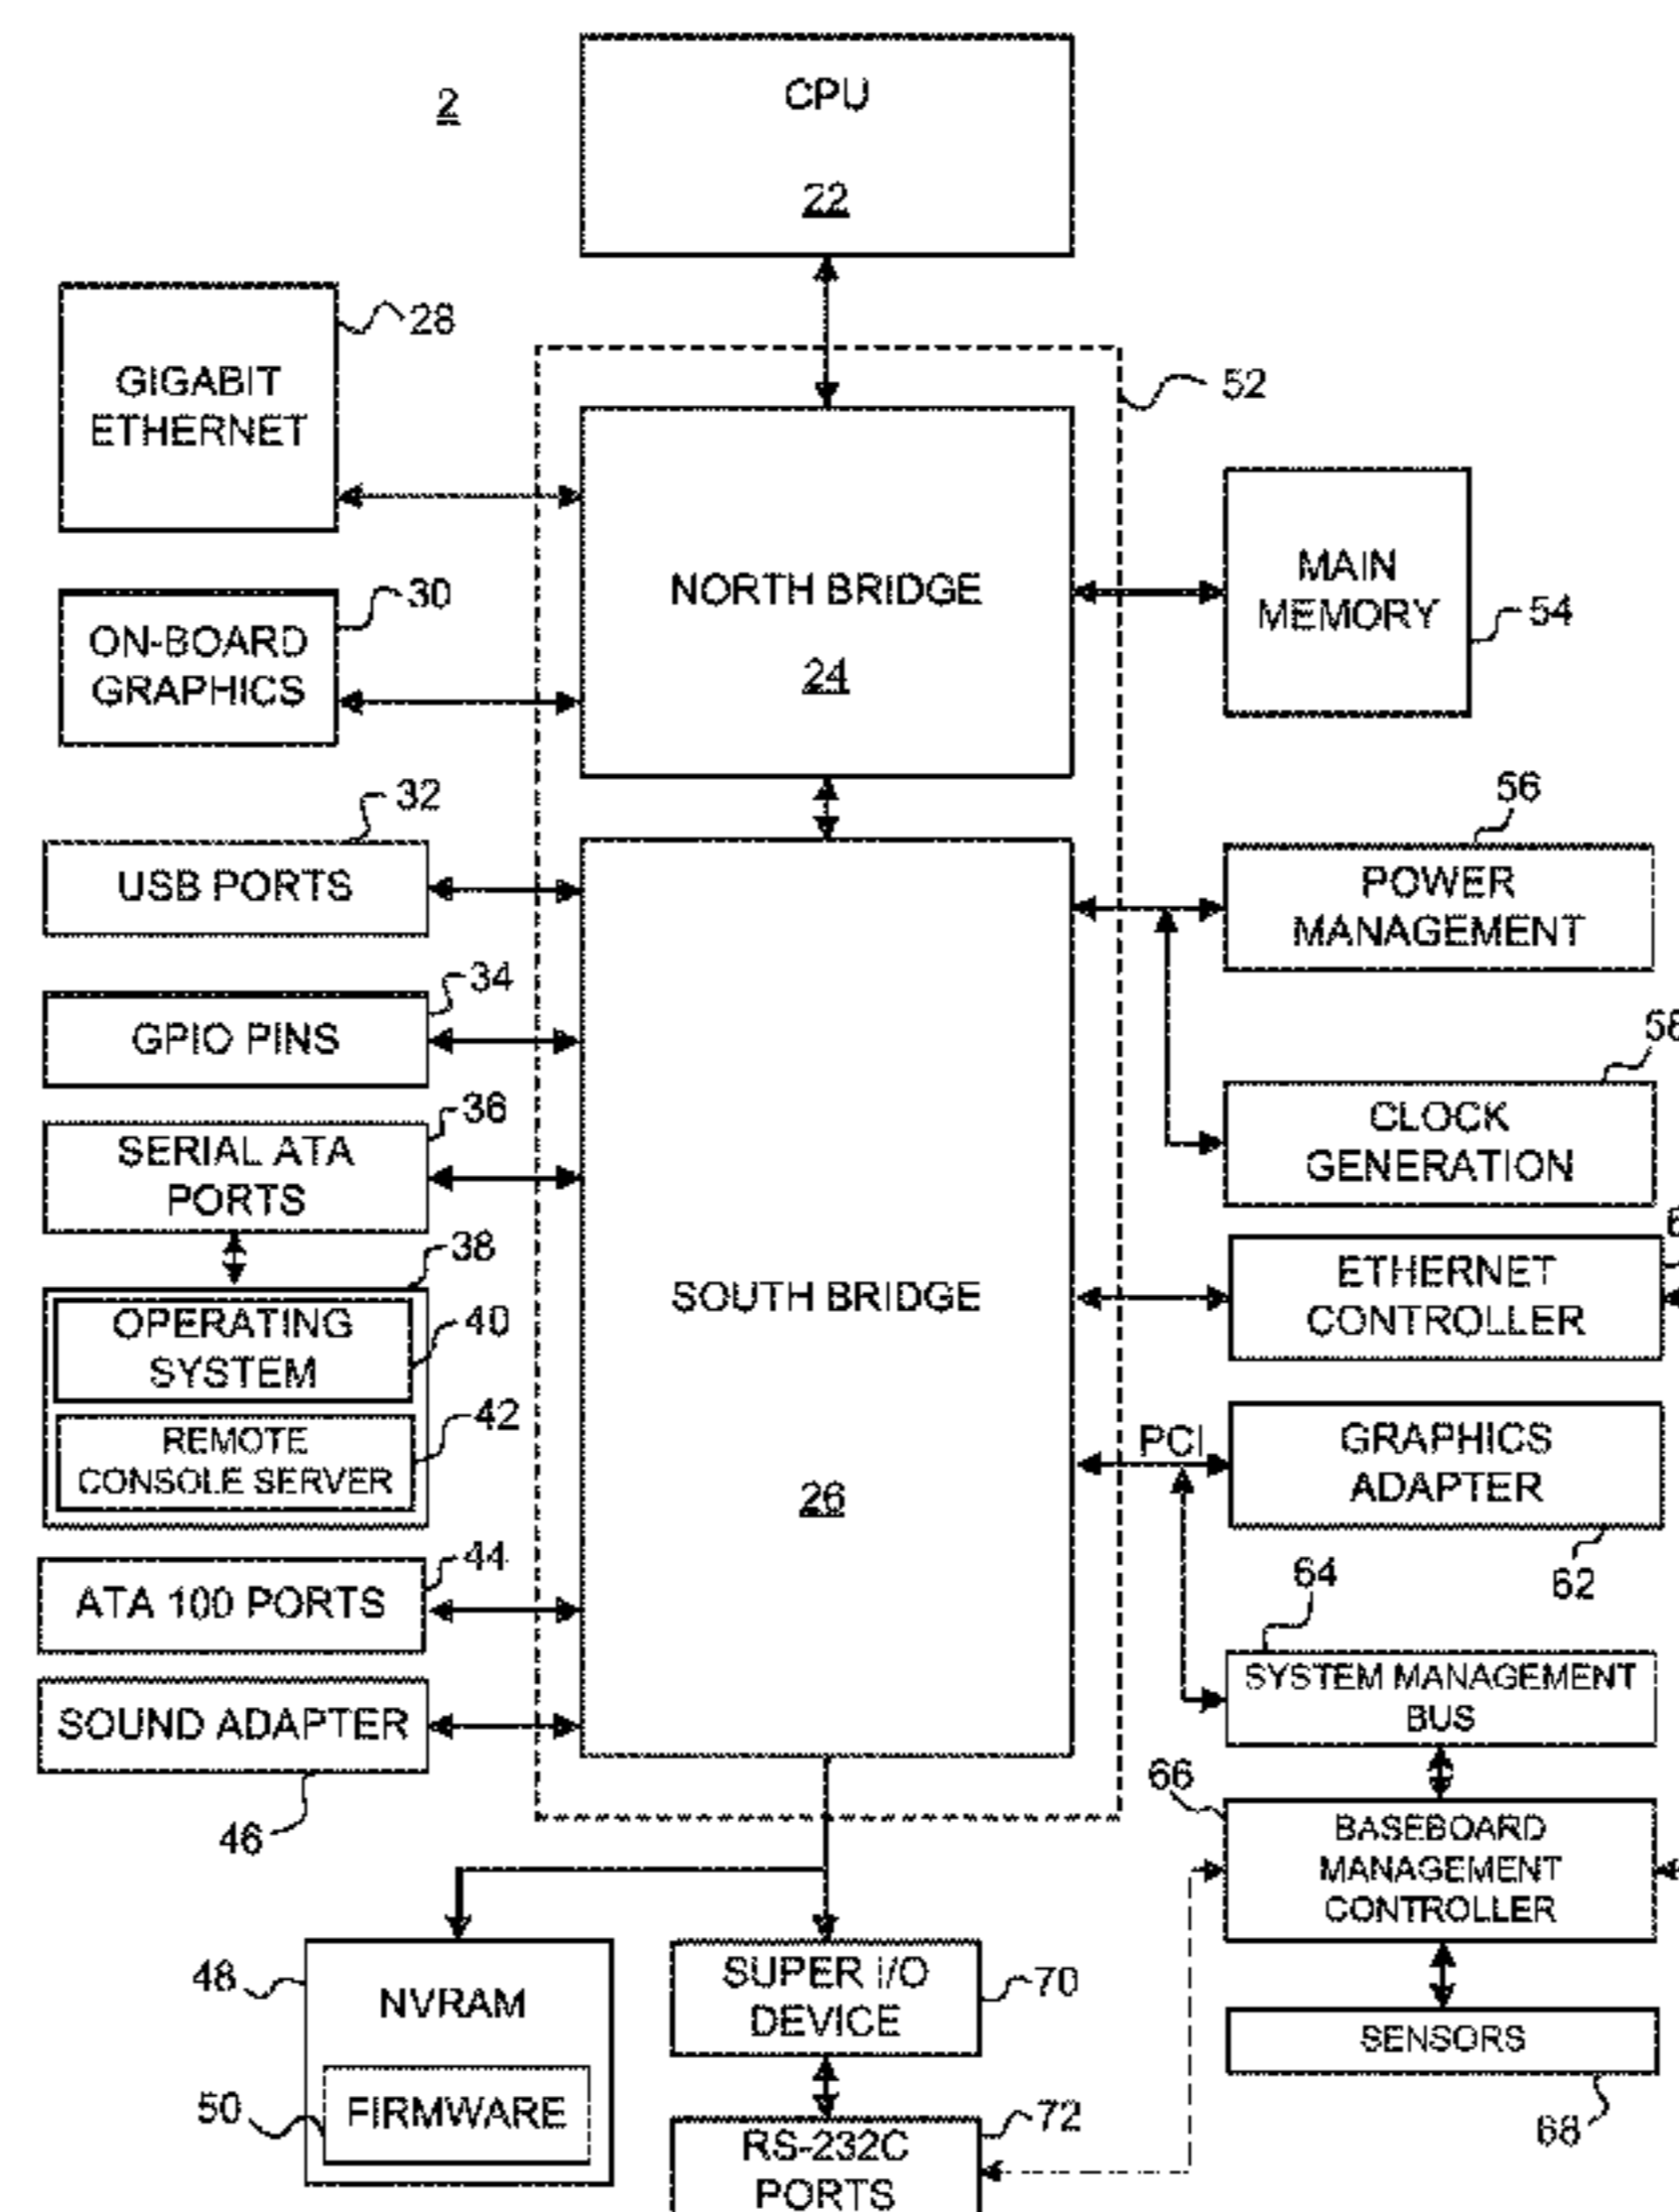 2
CPU
22
28
GIGABIT
ETHERNET
52
NORTH BRIDGE
24
MAIN
MEMORY
54
30
ON-BOARD
GRAPHICS
32
USB PORTS
56
POWER
MANAGEMENT
34
GPIO PINS
58
CLOCK
GENERATION
36
SERIAL ATA
PORTS
38
OPERATING
SYSTEM
40
REMOTE
CONSOLE SERVER
42
SOUTH BRIDGE
26
ETHERNET
CONTROLLER
PCI
GRAPHICS
ADAPTER
62
44
ATA 100 PORTS
64
SYSTEM MANAGEMENT
BUS
SOUND ADAPTER
46
66
BASEBOARD
MANAGEMENT
CONTROLLER
48
NVRAM
50
FIRMWARE
SUPER I/O
DEVICE
70
SENSORS
68
RS-232C
PORTS
72